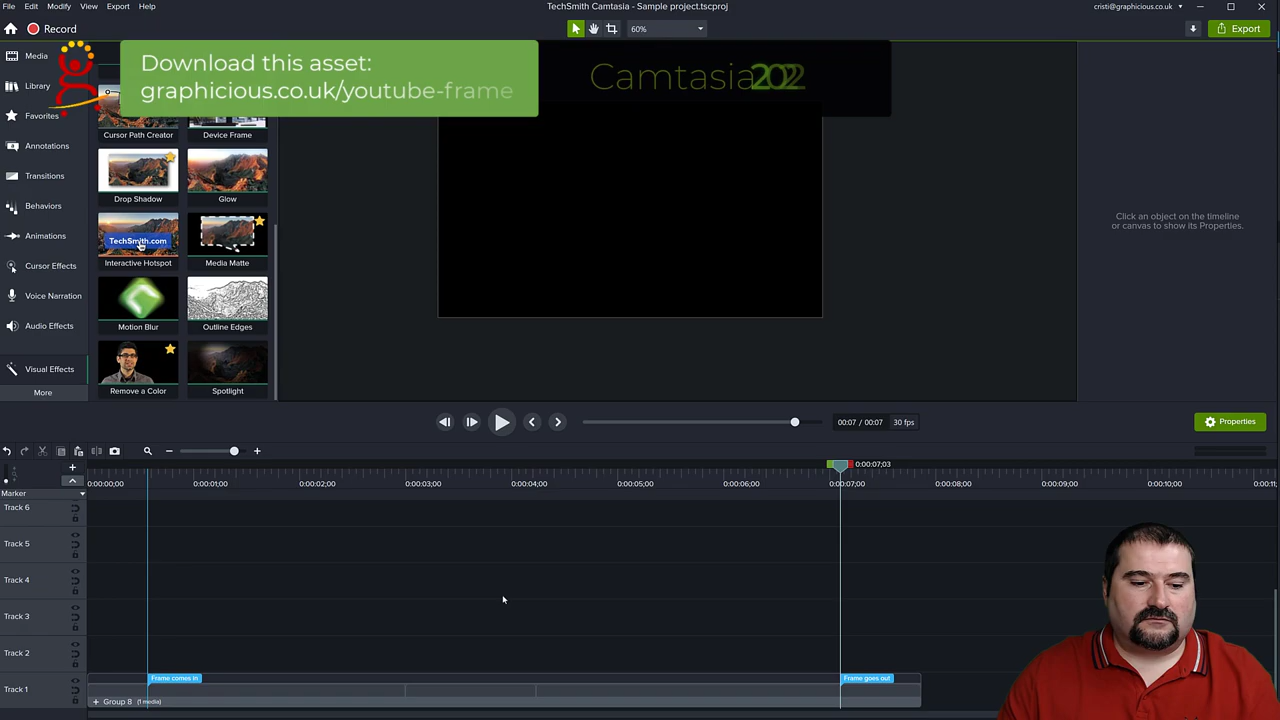 TechSmith Camtasia - Sample project.tscproj
File Edit Modify View Export Help
cristi@graphicious.co.uk
Record
60%
Export
Media
Library
Favorites
Annotations
Transitions
Behaviors
Animations
Cursor Effects
Voice Narration
Audio Effects
Visual Effects
More
Download this asset:
graphicious.co.uk/youtube-frame
Camtasia
Cursor Path Creator
Device Frame
Drop Shadow
Glow
TechSmith.com
Interactive Hotspot
Media Matte
Motion Blur
Outline Edges
Remove a Color
Spotlight
Click an object on the timeline
or canvas to show its Properties.
00:07 / 00:07
30 fps
Properties
0:00:07;03
0:00:00;00 0:00:01;00 0:00:02;00 0:00:03;00 0:00:04;00 0:00:05;00 0:00:06;00 0:00:07;00 0:00:08;00 0:00:09;00 0:00:10;00 0:00:11;
Marker
Track 6
Track 5
Track 4
Track 3
Track 2
Track 1
Frame comes in
Frame goes out
+ Group 8 (1 media)